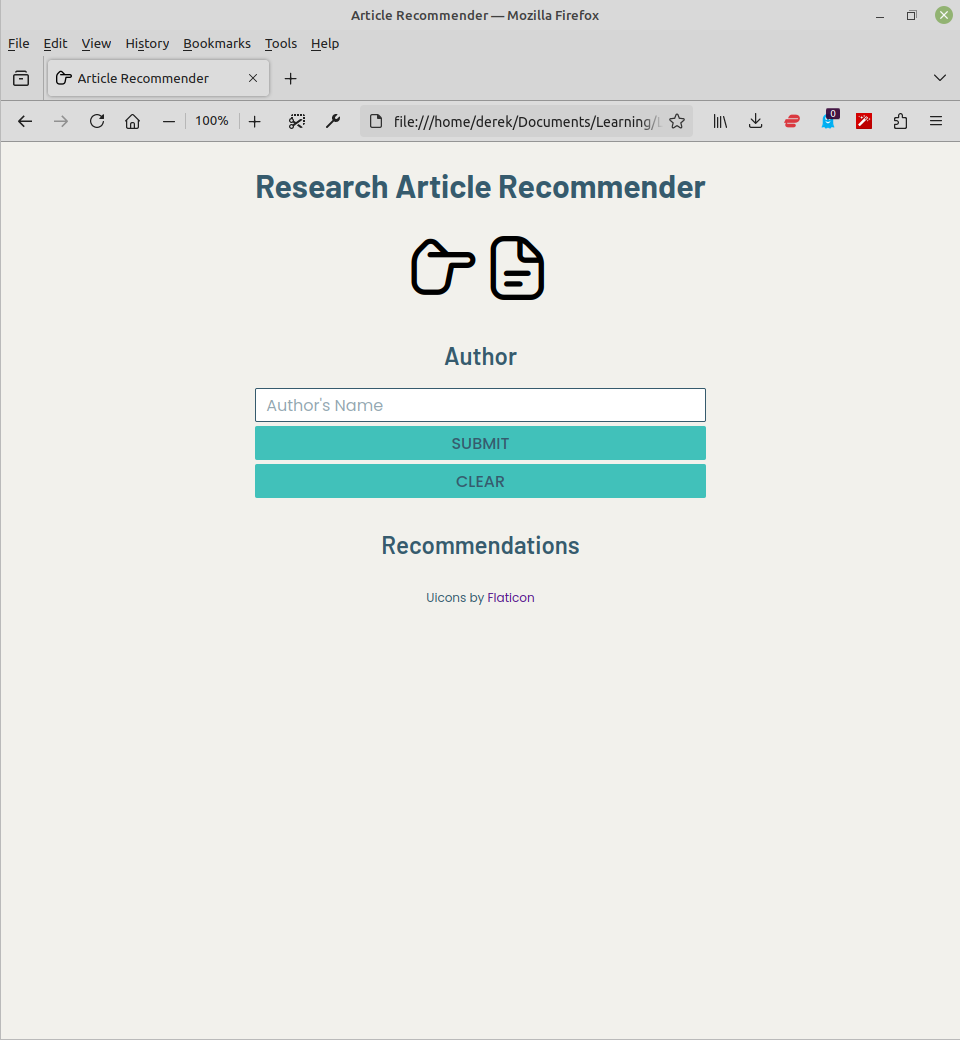 Article Recommender — Mozilla Firefox
File Edit View History Bookmarks Tools Help
Article Recommender
100% file:///home/derek/Documents/Learning/ 0
Research Article Recommender
Author
Author's Name
SUBMIT
CLEAR
Recommendations
Uicons by Flaticon